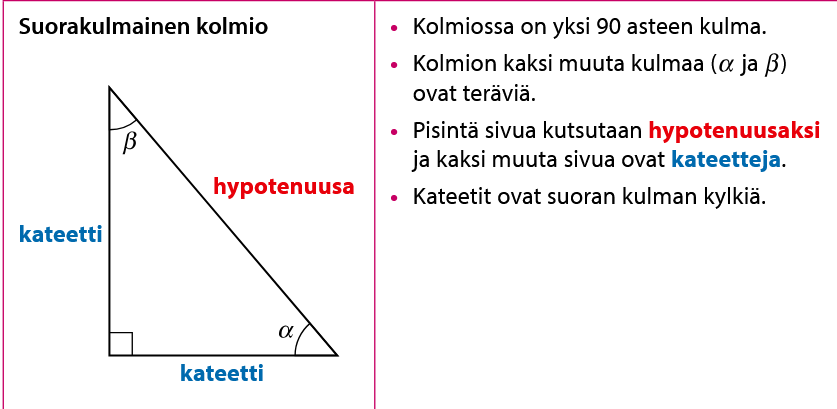 Suorakulmainen kolmio
β
hypotenuusa
kateetti
α
kateetti
• Kolmiossa on yksi 90 asteen kulma.
• Kolmion kaksi muuta kulmaa (α ja β)
ovat teräviä.
• Pisintä sivua kutsutaan hypotenuusaksi
ja kaksi muuta sivua ovat kateetteja.
• Kateetit ovat suoran kulman kylkiä.